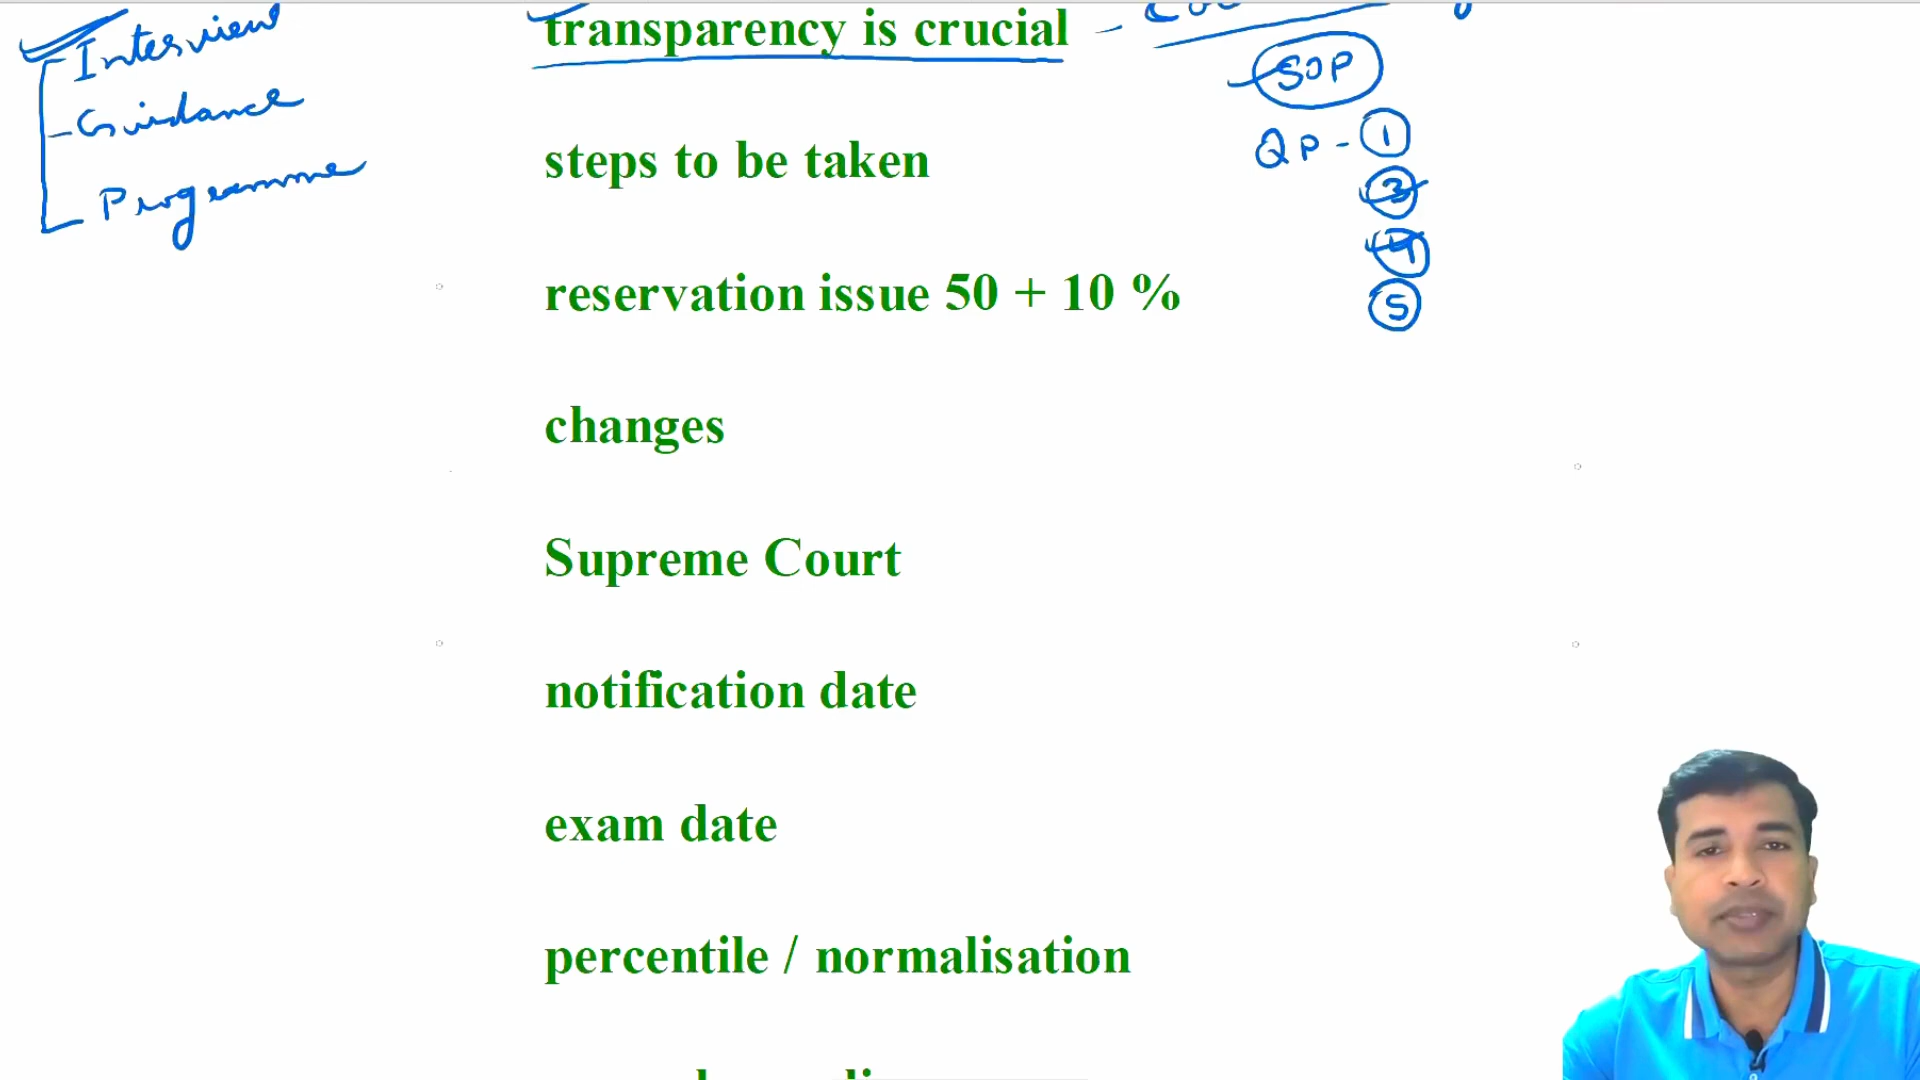 Interview
- Guidance
Programme
transparency is crucial -
SOP
QP - 1
3
4
5
steps to be taken
reservation issue 50 + 10 %
changes
Supreme Court
notification date
exam date
percentile / normalisation